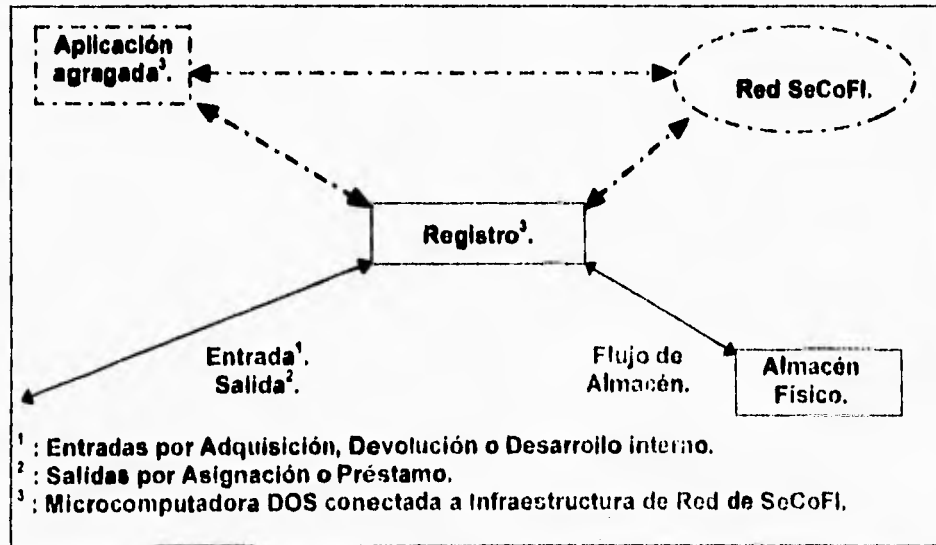 Aplicación
agragada³.
Red SeCoFI.
Registro³.
Entrada¹.
Salida².
Flujo de
Almacén.
Almacén
Físico.
¹ : Entradas por Adquisición, Devolución o Desarrollo interno.
² : Salidas por Asignación o Préstamo.
³ : Microcomputadora DOS conectada a Infraestructura de Red de SeCoFI.